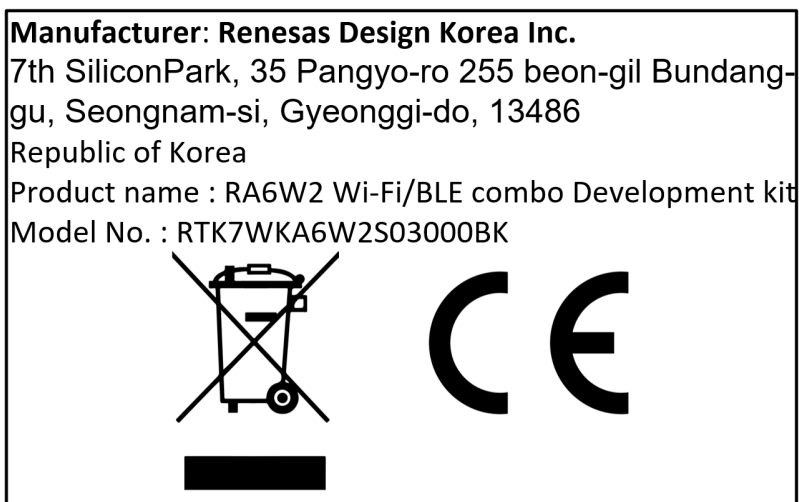 Manufacturer: Renesas Design Korea Inc.
7th SiliconPark, 35 Pangyo-ro 255 beon-gil Bundang-
gu, Seongnam-si, Gyeonggi-do, 13486
Republic of Korea
Product name : RA6W2 Wi-Fi/BLE combo Development kit
Model No. : RTK7WKA6W2S03000BK
CE